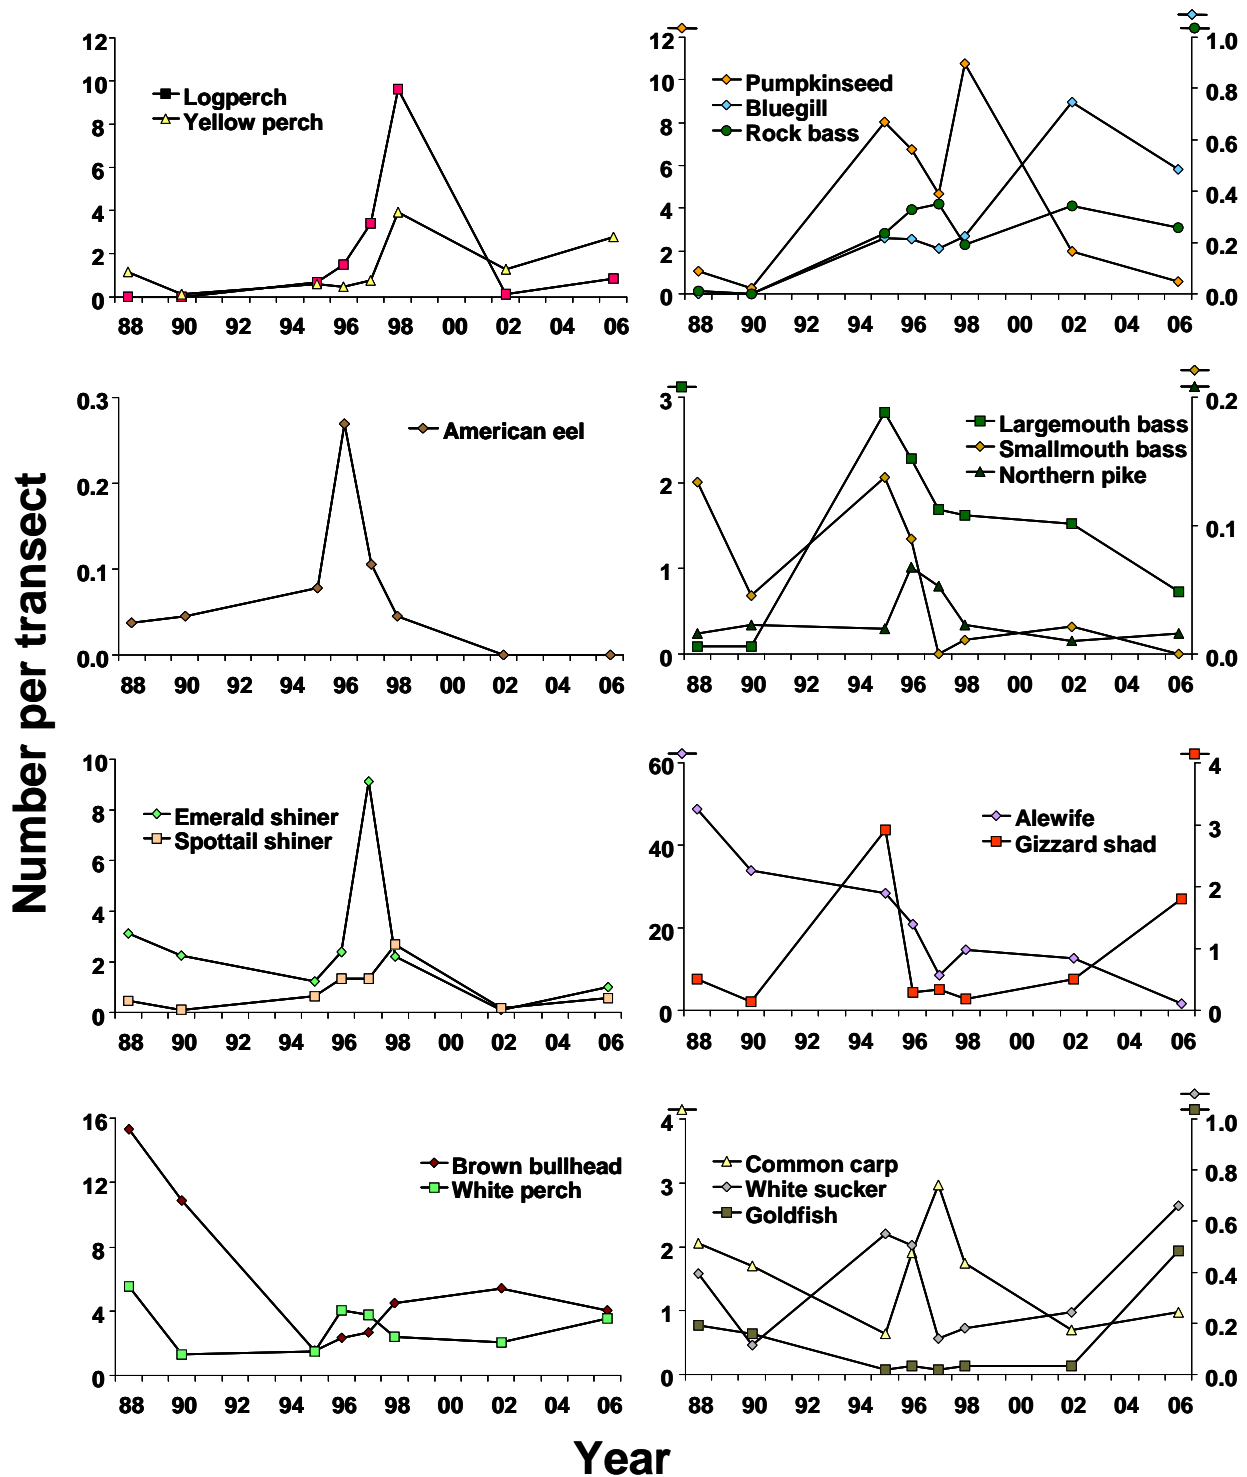 Number per transect
12
10
8
6
4
2
0
Logperch
Yellow perch
88 90 92 94 96 98 00 02 04 06
12
10
8
6
4
2
0
Pumpkinseed
Bluegill
Rock bass
1.0
0.8
0.6
0.4
0.2
0.0
88 90 92 94 96 98 00 02 04 06
0.3
0.2
0.1
0.0
American eel
88 90 92 94 96 98 00 02 04 06
3
2
1
0
Largemouth bass
Smallmouth bass
Northern pike
0.2
0.1
0.0
88 90 92 94 96 98 00 02 04 06
10
8
6
4
2
0
Emerald shiner
Spottail shiner
88 90 92 94 96 98 00 02 04 06
60
40
20
0
Alewife
Gizzard shad
4
3
2
1
0
88 90 92 94 96 98 00 02 04 06
16
12
8
4
0
Brown bullhead
White perch
88 90 92 94 96 98 00 02 04 06
4
3
2
1
0
Common carp
White sucker
Goldfish
1.0
0.8
0.6
0.4
0.2
0.0
88 90 92 94 96 98 00 02 04 06
Year